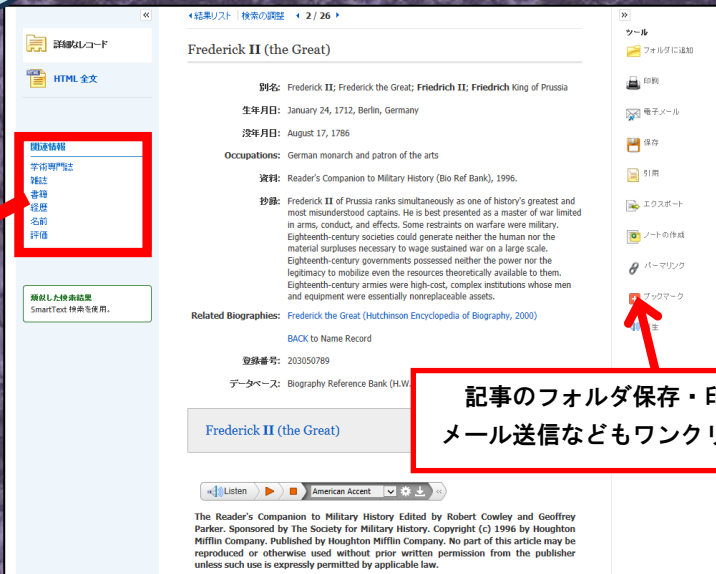 «
詳細なレコード
HTML 全文
関連情報
学術専門誌
雑誌
書籍
経歴
名前
評価
類似した検索結果
SmartText 検索を使用。
結果リスト 検索の調整 2 / 26
Frederick II (the Great)
別名: Frederick II; Frederick the Great; Friedrich II; Friedrich King of Prussia
生年月日: January 24, 1712, Berlin, Germany
没年月日: August 17, 1786
Occupations: German monarch and patron of the arts
資料: Reader's Companion to Military History (Bio Ref Bank), 1996.
抄録: Frederick II of Prussia ranks simultaneously as one of history's greatest and
most misunderstood captains. He is best presented as a master of war limited
in arms, conduct, and effects. Some restraints on warfare were military.
Eighteenth-century societies could generate neither the human nor the
material surpluses necessary to wage sustained war on a large scale.
Eighteenth-century governments possessed neither the power nor the
legitimacy to mobilize even the resources theoretically available to them.
Eighteenth-century armies were high-cost, complex institutions whose men
and equipment were essentially nonreplaceable assets.
Related Biographies: Frederick the Great (Hutchinson Encyclopedia of Biography, 2000)
BACK to Name Record
登録番号: 203050789
データベース: Biography Reference Bank (H.W.
Frederick II (the Great)
Listen American Accent «
The Reader's Companion to Military History Edited by Robert Cowley and Geoffrey
Parker. Sponsored by The Society for Military History. Copyright (c) 1996 by Houghton
Mifflin Company. Published by Houghton Mifflin Company. No part of this article may be
reproduced or otherwise used without prior written permission from the publisher
unless such use is expressly permitted by applicable law.
»
ツール
フォルダに追加
印刷
電子メール
保存
引用
エクスポート
ノートの作成
パーマリンク
ブックマーク
記事のフォルダ保存・印
メール送信などもワンクリ